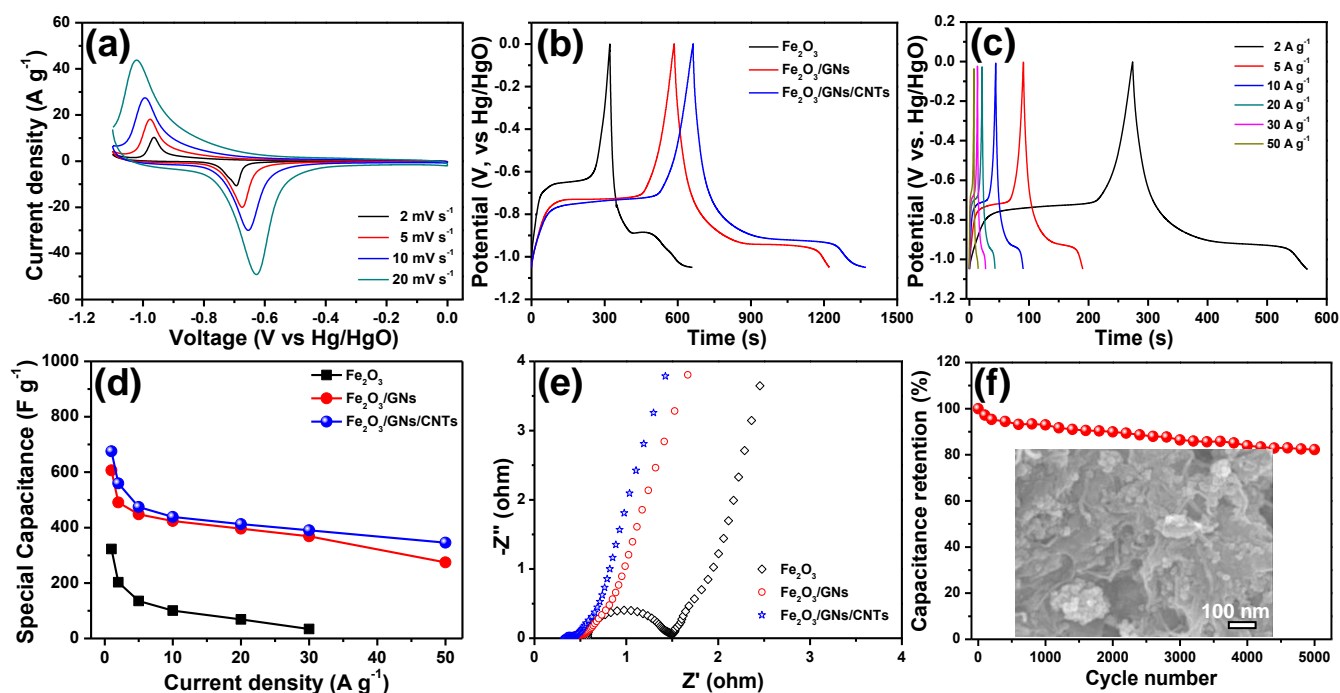 (a)
Current density (A g⁻¹)
60
40
20
0
-20
-40
-60
2 mV s⁻¹
5 mV s⁻¹
10 mV s⁻¹
20 mV s⁻¹
-1.2 -1.0 -0.8 -0.6 -0.4 -0.2 0.0
Voltage (V vs Hg/HgO)
(b)
Potential (V, vs Hg/HgO)
0.0
-0.2
-0.4
-0.6
-0.8
-1.0
-1.2
Fe₂O₃
Fe₂O₃/GNs
Fe₂O₃/GNs/CNTs
0 300 600 900 1200 1500
Time (s)
(c)
Potential (V vs. Hg/HgO)
0.0
-0.2
-0.4
-0.6
-0.8
-1.0
-1.2
2 A g⁻¹
5 A g⁻¹
10 A g⁻¹
20 A g⁻¹
30 A g⁻¹
50 A g⁻¹
0 100 200 300 400 500 600
Time (s)
(d)
Special Capacitance (F g⁻¹)
1000
800
600
400
200
0
Fe₂O₃
Fe₂O₃/GNs
Fe₂O₃/GNs/CNTs
0 10 20 30 40 50
Current density (A g⁻¹)
(e)
-Z'' (ohm)
-4
-3
-2
-1
0
Fe₂O₃
Fe₂O₃/GNs
Fe₂O₃/GNs/CNTs
0 1 2 3 4
Z' (ohm)
(f)
Capacitance retention (%)
120
100
80
60
40
20
0
100 nm
0 1000 2000 3000 4000 5000
Cycle number